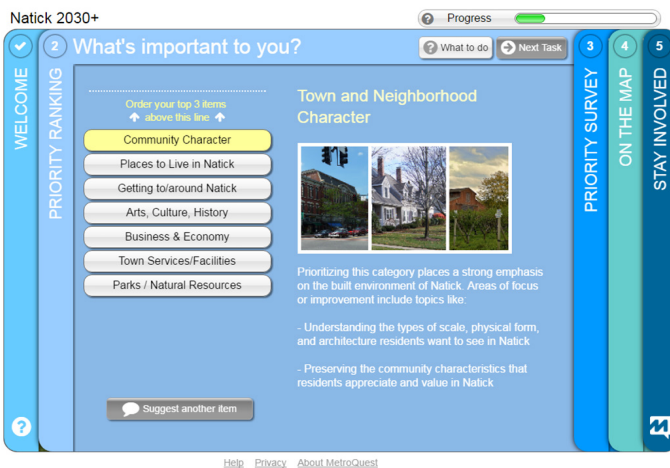 Natick 2030+
Progress
WELCOME
2 What's important to you?
What to do
Next Task
PRIORITY RANKING
Order your top 3 items
above this line
Community Character
Places to Live in Natick
Getting to/around Natick
Arts, Culture, History
Business & Economy
Town Services/Facilities
Parks / Natural Resources
Suggest another item
Town and Neighborhood
Character
Prioritizing this category places a strong emphasis
on the built environment of Natick. Areas of focus
or improvement include topics like:
- Understanding the types of scale, physical form,
and architecture residents want to see in Natick
- Preserving the community characteristics that
residents appreciate and value in Natick
3 PRIORITY SURVEY
4 ON THE MAP
5 STAY INVOLVED
Help Privacy About MetroQuest